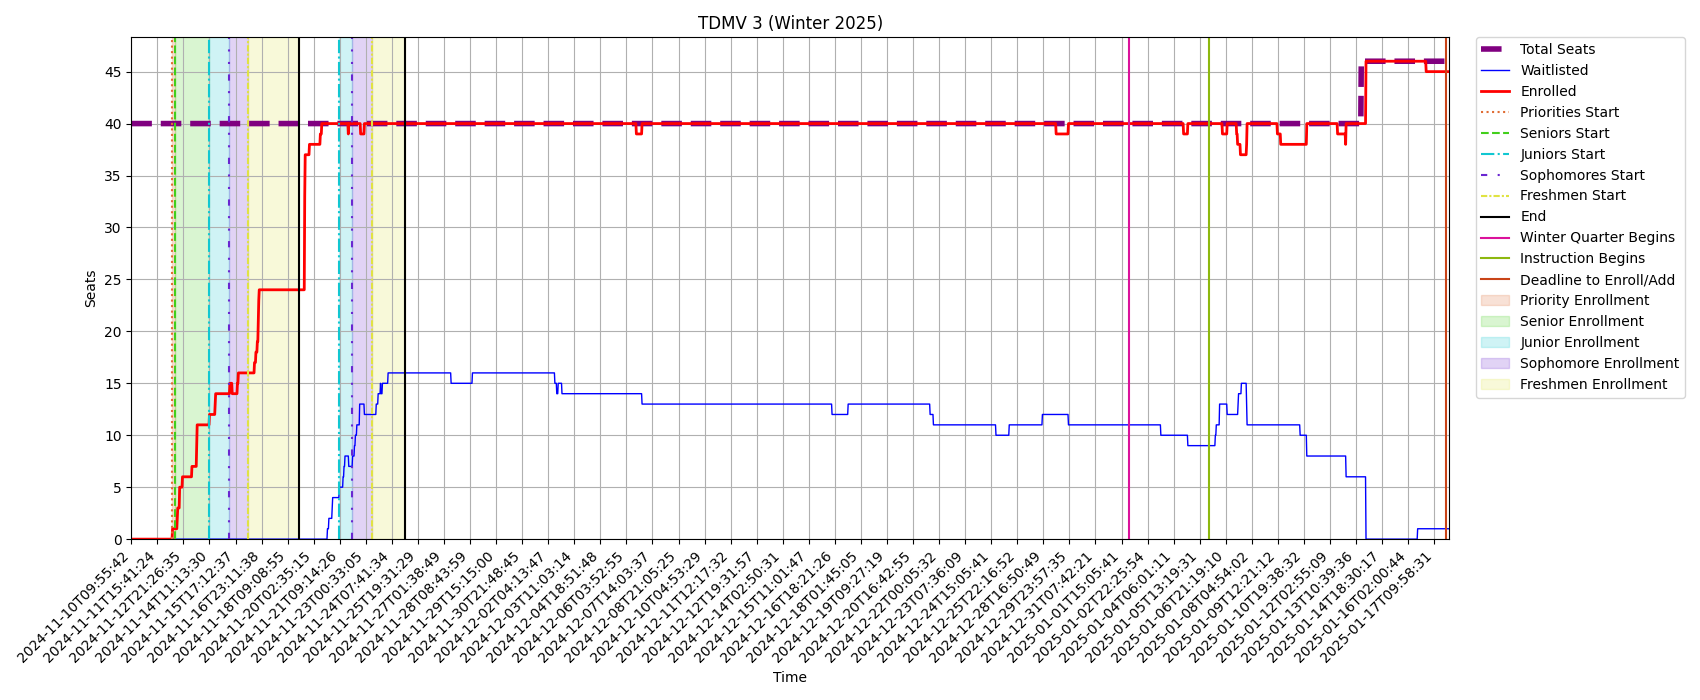 TDMV 3 (Winter 2025)
Seats
45
40
35
30
25
20
15
10
5
0
2024-11-10T09:55:42
2024-11-11T15:41:24
2024-11-12T21:26:35
2024-11-14T11:13:30
2024-11-15T17:12:37
2024-11-16T23:11:38
2024-11-18T09:08:55
2024-11-20T02:35:15
2024-11-21T09:14:26
2024-11-23T00:33:05
2024-11-24T07:41:34
2024-11-25T19:31:29
2024-11-27T01:38:49
2024-11-28T08:43:59
2024-11-29T15:15:00
2024-11-30T21:48:45
2024-12-02T04:13:47
2024-12-03T11:03:14
2024-12-04T18:51:48
2024-12-06T03:52:55
2024-12-07T14:03:37
2024-12-08T21:05:25
2024-12-10T04:53:29
2024-12-11T12:17:32
2024-12-12T19:31:57
2024-12-14T02:50:31
2024-12-15T11:01:47
2024-12-16T18:21:26
2024-12-18T01:45:05
2024-12-19T09:27:19
2024-12-20T16:42:55
2024-12-22T00:05:32
2024-12-23T07:36:09
2024-12-24T15:05:41
2024-12-25T22:16:52
2024-12-28T16:50:49
2024-12-29T23:57:35
2024-12-31T07:42:21
2025-01-01T15:05:41
2025-01-02T22:25:54
2025-01-04T06:01:11
2025-01-05T13:19:31
2025-01-06T21:19:10
2025-01-08T04:54:02
2025-01-09T12:21:12
2025-01-10T19:38:32
2025-01-12T02:55:09
2025-01-13T10:39:36
2025-01-14T18:30:17
2025-01-16T02:00:44
2025-01-17T09:58:31
Time
Total Seats
Waitlisted
Enrolled
Priorities Start
Seniors Start
Juniors Start
Sophomores Start
Freshmen Start
End
Winter Quarter Begins
Instruction Begins
Deadline to Enroll/Add
Priority Enrollment
Senior Enrollment
Junior Enrollment
Sophomore Enrollment
Freshmen Enrollment